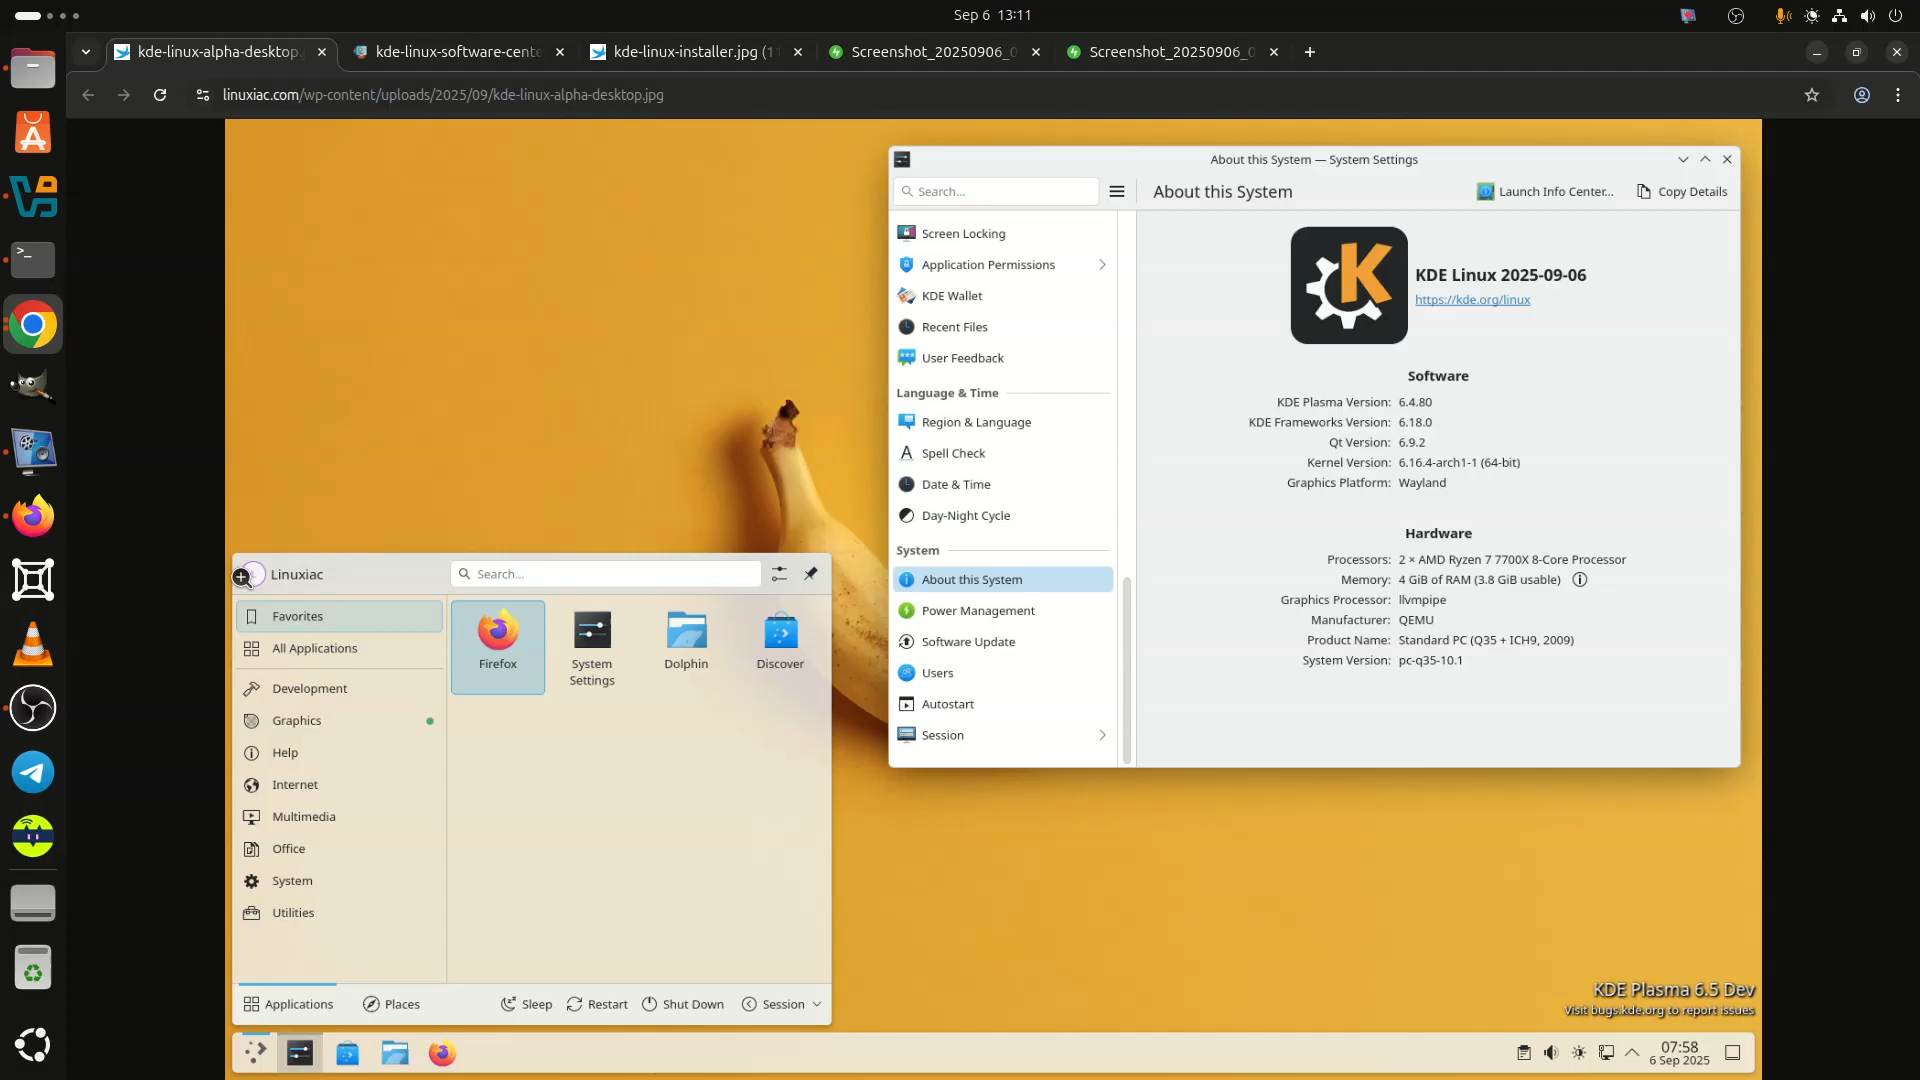 Sep 6 13:11
kde-linux-alpha-desktop.
kde-linux-software-cente
kde-linux-installer.jpg (1
Screenshot_20250906_0
Screenshot_20250906_0
linuxiac.com/wp-content/uploads/2025/09/kde-linux-alpha-desktop.jpg
About this System — System Settings
Search...
About this System
Launch Info Center...
Copy Details
Screen Locking
Application Permissions
KDE Wallet
Recent Files
User Feedback
Language & Time
Region & Language
Spell Check
Date & Time
Day-Night Cycle
System
About this System
Power Management
Software Update
Users
Autostart
Session
KDE Linux 2025-09-06
https://kde.org/linux
Software
KDE Plasma Version: 6.4.80
KDE Frameworks Version: 6.18.0
Qt Version: 6.9.2
Kernel Version: 6.16.4-arch1-1 (64-bit)
Graphics Platform: Wayland
Hardware
Processors: 2 × AMD Ryzen 7 7700X 8-Core Processor
Memory: 4 GiB of RAM (3.8 GiB usable)
Graphics Processor: llvmpipe
Manufacturer: QEMU
Product Name: Standard PC (Q35 + ICH9, 2009)
System Version: pc-q35-10.1
Linuxiac
Search...
Favorites
All Applications
Development
Graphics
Help
Internet
Multimedia
Office
System
Utilities
Firefox
System
Settings
Dolphin
Discover
Applications
Places
Sleep
Restart
Shut Down
Session
KDE Plasma 6.5 Dev
Visit bugs.kde.org to report issues
07:58
6 Sep 2025